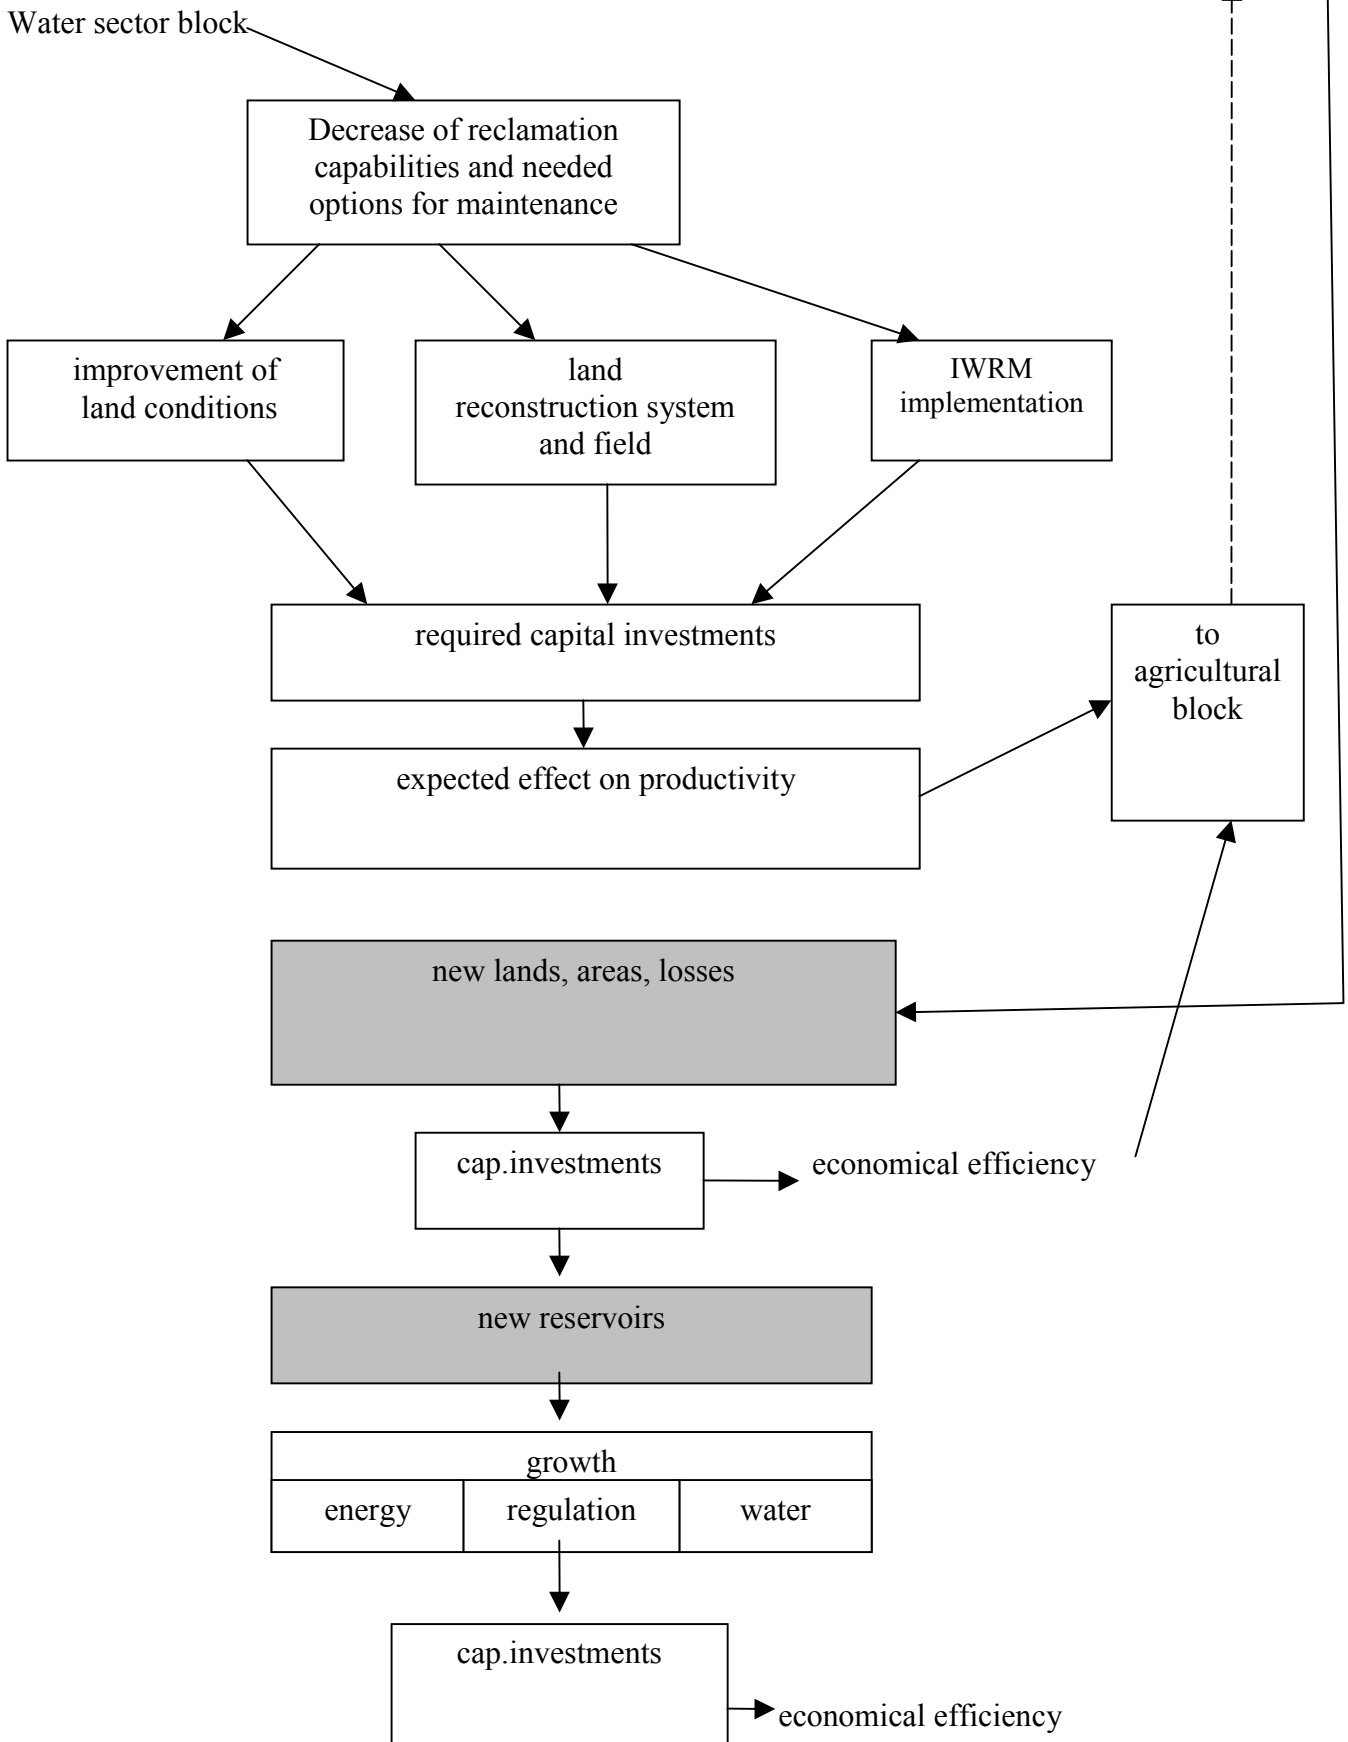 Water sector block
Decrease of reclamation
capabilities and needed
options for maintenance
improvement of
land conditions
land
reconstruction system
and field
IWRM
implementation
required capital investments
to
agricultural
block
expected effect on productivity
new lands, areas, losses
cap.investments
economical efficiency
new reservoirs
growth
energy
regulation
water
cap.investments
economical efficiency